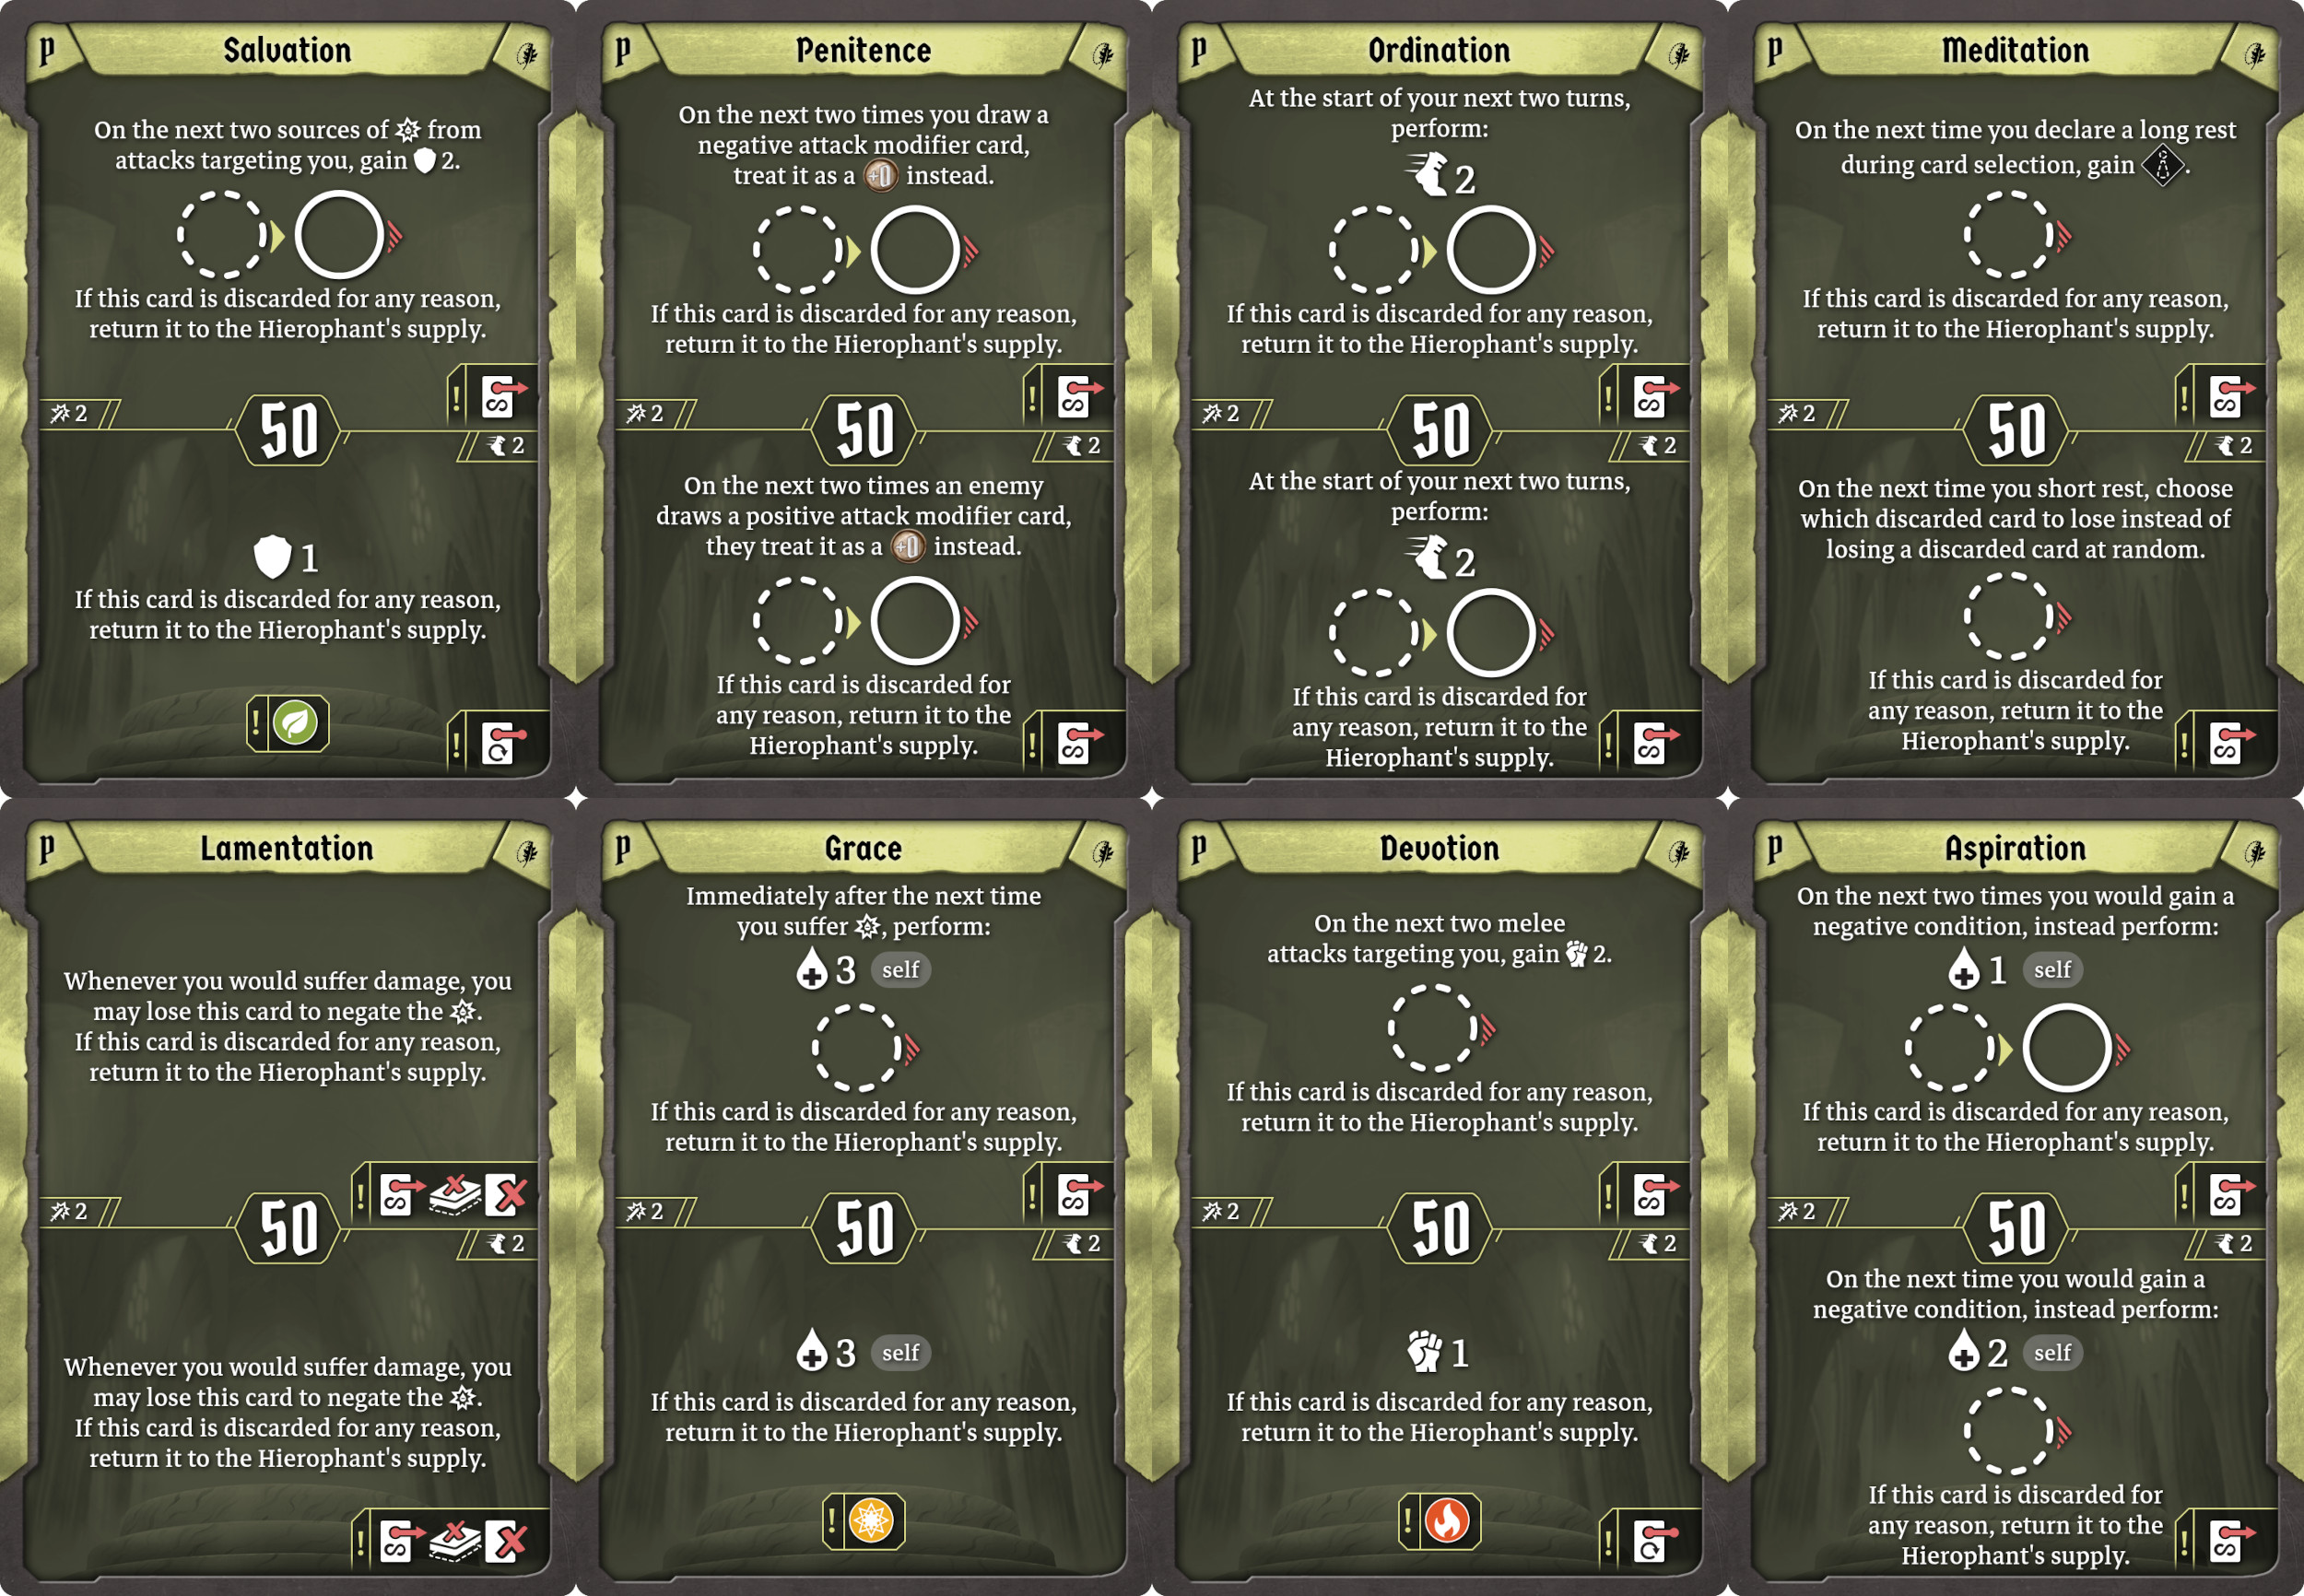 P
Salvation
On the next two sources of from
attacks targeting you, gain 2.
If this card is discarded for any reason,
return it to the Hierophant's supply.
2
50
2
1
If this card is discarded for any reason,
return it to the Hierophant's supply.
P
Penitence
On the next two times you draw a
negative attack modifier card,
treat it as a +0 instead.
If this card is discarded for any reason,
return it to the Hierophant's supply.
2
50
2
On the next two times an enemy
draws a positive attack modifier card,
they treat it as a +0 instead.
If this card is discarded for
any reason, return it to the
Hierophant's supply.
P
Ordination
At the start of your next two turns,
perform:
2
If this card is discarded for any reason,
return it to the Hierophant's supply.
2
50
2
At the start of your next two turns,
perform:
2
If this card is discarded for
any reason, return it to the
Hierophant's supply.
P
Meditation
On the next time you declare a long rest
during card selection, gain .
If this card is discarded for any reason,
return it to the Hierophant's supply.
2
50
2
On the next time you short rest, choose
which discarded card to lose instead of
losing a discarded card at random.
If this card is discarded for
any reason, return it to the
Hierophant's supply.
P
Lamentation
Whenever you would suffer damage, you
may lose this card to negate the .
If this card is discarded for any reason,
return it to the Hierophant's supply.
2
50
2
Whenever you would suffer damage, you
may lose this card to negate the .
If this card is discarded for any reason,
return it to the Hierophant's supply.
P
Grace
Immediately after the next time
you suffer , perform:
3 self
If this card is discarded for any reason,
return it to the Hierophant's supply.
2
50
2
3 self
If this card is discarded for any reason,
return it to the Hierophant's supply.
P
Devotion
On the next two melee
attacks targeting you, gain 2.
If this card is discarded for any reason,
return it to the Hierophant's supply.
2
50
2
1
If this card is discarded for any reason,
return it to the Hierophant's supply.
P
Aspiration
On the next two times you would gain a
negative condition, instead perform:
1 self
If this card is discarded for any reason,
return it to the Hierophant's supply.
2
50
2
On the next time you would gain a
negative condition, instead perform:
2 self
If this card is discarded for
any reason, return it to the
Hierophant's supply.